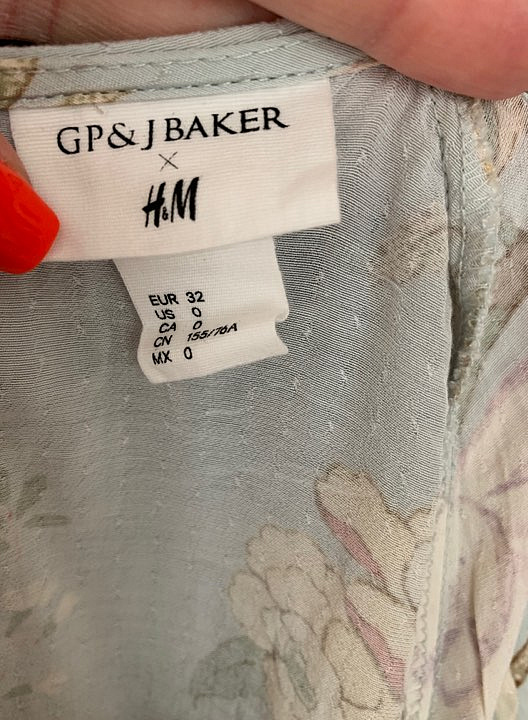 GP&J BAKER
×
H&M
EUR 32
US 0
CA 0
CN 155/76A
MX 0